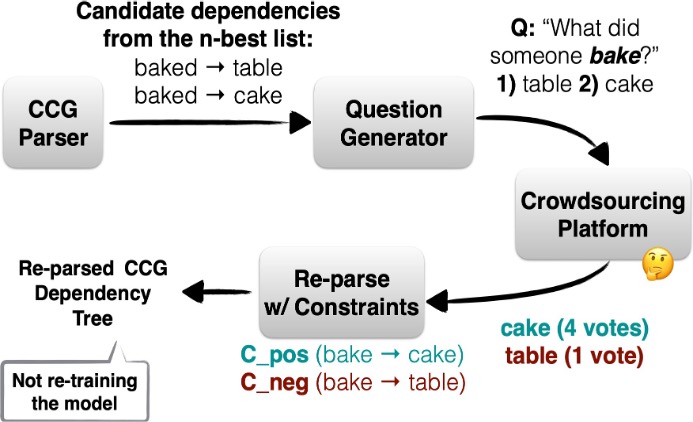 Candidate dependencies
from the n-best list:
baked → table
baked → cake
CCG
Parser
Question
Generator
Q: “What did
someone bake?”
1) table 2) cake
Crowdsourcing
Platform
cake (4 votes)
table (1 vote)
Re-parse
w/ Constraints
C_pos (bake → cake)
C_neg (bake → table)
Re-parsed CCG
Dependency
Tree
Not re-training
the model